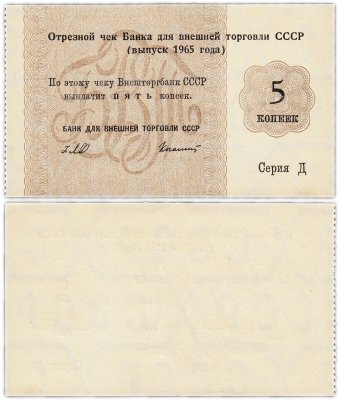 Отрезной чек Банка для внешней торговли СССР
(выпуск 1965 года)
По этому чеку Внешторгбанк СССР
выплатит пять копеек.
5
КОПЕЕК
БАНК ДЛЯ ВНЕШНЕЙ ТОРГОВЛИ СССР
Серия Д